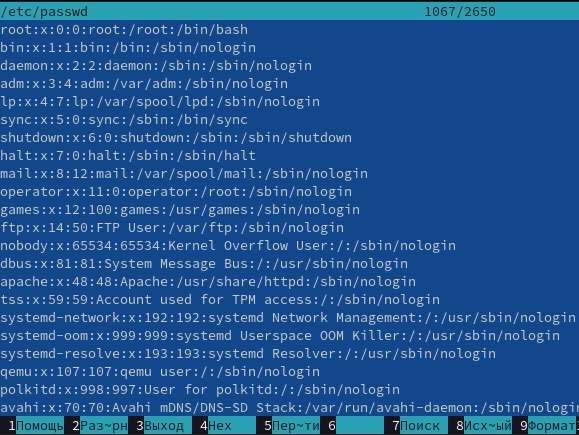 /etc/passwd 1067/2650
root:x:0:0:root:/root:/bin/bash
bin:x:1:1:bin:/bin:/sbin/nologin
daemon:x:2:2:daemon:/sbin:/sbin/nologin
adm:x:3:4:adm:/var/adm:/sbin/nologin
lp:x:4:7:lp:/var/spool/lpd:/sbin/nologin
sync:x:5:0:sync:/sbin:/bin/sync
shutdown:x:6:0:shutdown:/sbin:/sbin/shutdown
halt:x:7:0:halt:/sbin:/sbin/halt
mail:x:8:12:mail:/var/spool/mail:/sbin/nologin
operator:x:11:0:operator:/root:/sbin/nologin
games:x:12:100:games:/usr/games:/sbin/nologin
ftp:x:14:50:FTP User:/var/ftp:/sbin/nologin
nobody:x:65534:65534:Kernel Overflow User:/:/sbin/nologin
dbus:x:81:81:System Message Bus:/:/usr/sbin/nologin
apache:x:48:48:Apache:/usr/share/httpd:/sbin/nologin
tss:x:59:59:Account used for TPM access:/:/sbin/nologin
systemd-network:x:192:192:systemd Network Management:/:/usr/sbin/nologin
systemd-oom:x:999:999:systemd Userspace OOM Killer:/:/usr/sbin/nologin
systemd-resolve:x:193:193:systemd Resolver:/:/usr/sbin/nologin
qemu:x:107:107:qemu user:/:/sbin/nologin
polkitd:x:998:997:User for polkitd:/:/sbin/nologin
avahi:x:70:70:Avahi mDNS/DNS-SD Stack:/var/run/avahi-daemon:/sbin/nologin
1Помощь 2Раз~рн 3Выход 4Hex 5Пер~ти 6 7Поиск 8Исх~ый 9Формат